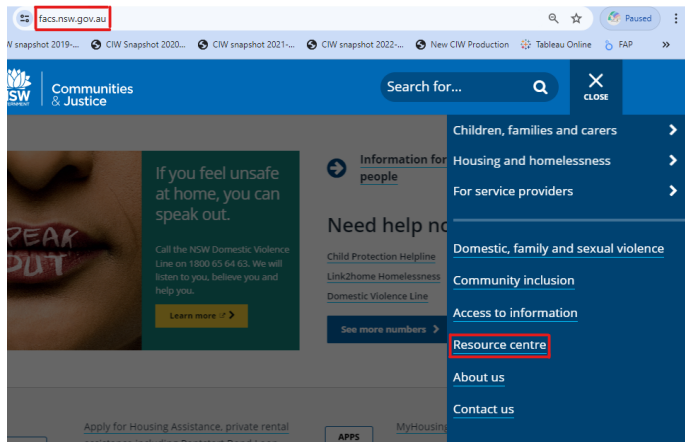 facs.nsw.gov.au
Paused
W snapshot 2019-...
CIW Snapshot 2020...
CIW snapshot 2021-...
CIW snapshot 2022-...
New CIW Production
Tableau Online
FAP
»
NSW
GOVERNMENT
Communities
& Justice
Search for...
CLOSE
Children, families and carers
Housing and homelessness
For service providers
Domestic, family and sexual violence
Community inclusion
Access to information
Resource centre
About us
Contact us
SPEAK
OUT
If you feel unsafe
at home, you can
speak out.
Call the NSW Domestic Violence
Line on 1800 65 64 63. We will
listen to you, believe you and
help you.
Learn more
Information for
people
Need help no
Child Protection Helpline
Link2home Homelessness
Domestic Violence Line
See more numbers
Apply for Housing Assistance, private rental
APPS
MyHousing